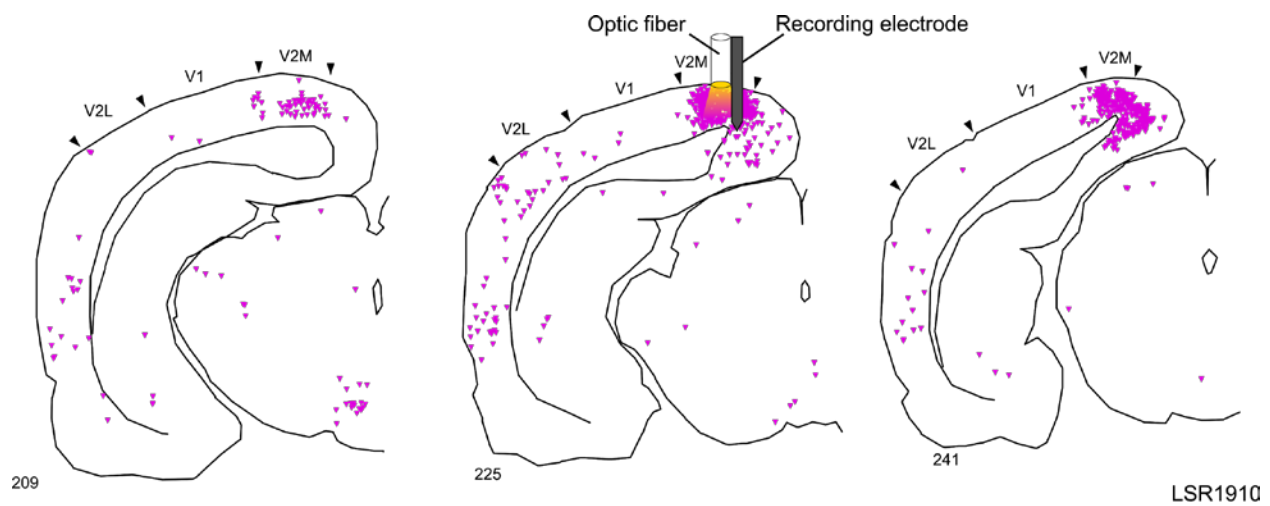 Optic fiber
Recording electrode
V2M
V1
V2L
V2M
V1
V2L
V2M
V1
V2L
209
225
241
LSR1910